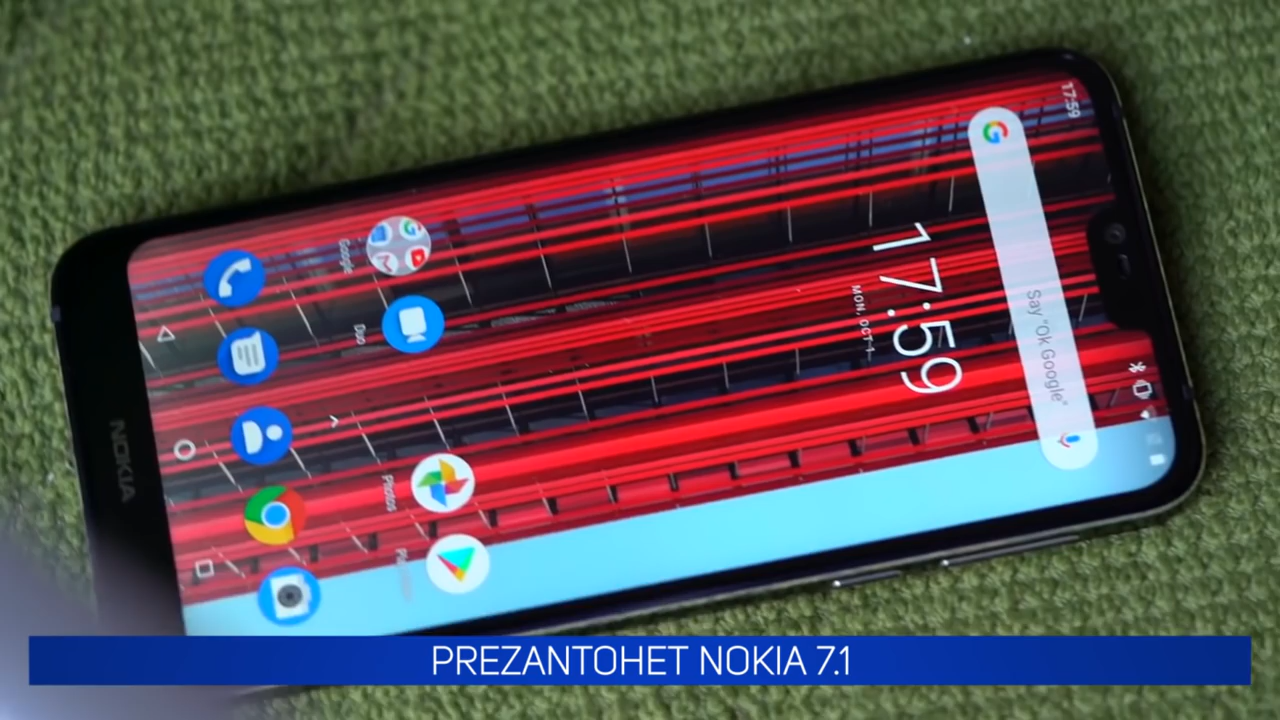 17:59
Say "Ok Google"
17:59
MON, OCT 1
Google
Duo
Photos
NOKIA
PREZANTOHET NOKIA 7.1